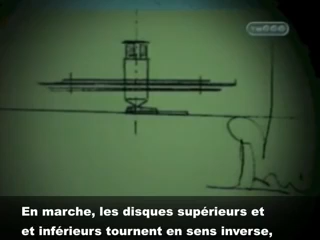 En marche, les disques supérieurs et
et inférieurs tournent en sens inverse,